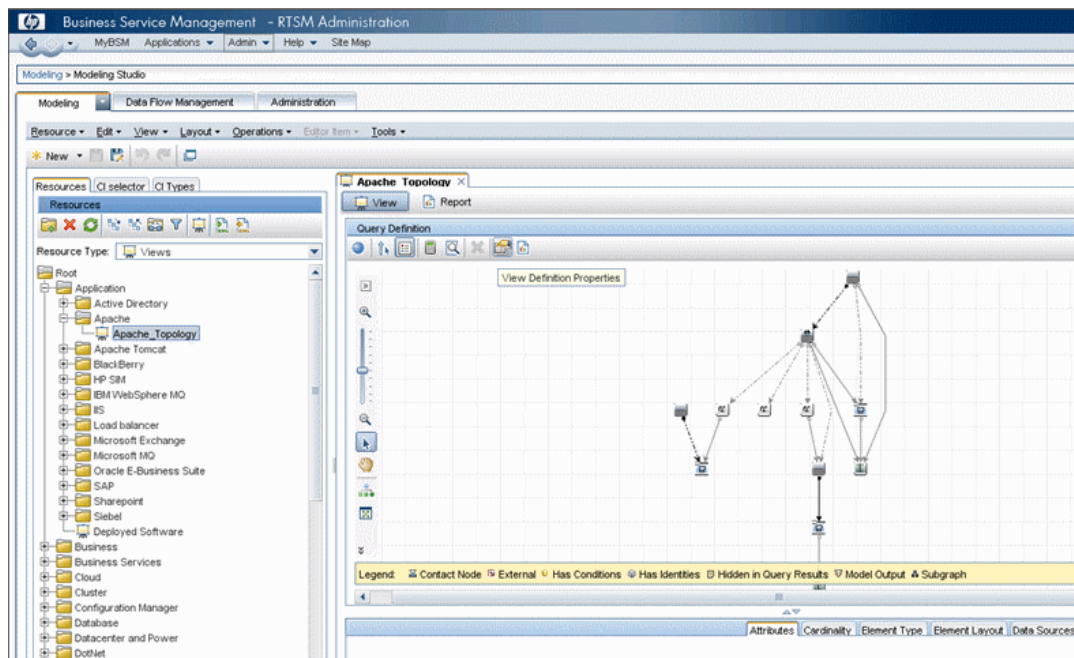 hp Business Service Management - RTSM Administration
MyBSM Applications Admin Help Site Map
Modeling > Modeling Studio
Modeling Data Flow Management Administration
Resource Edit View Layout Operations Editor Item Tools
New
Resources CI selector CI Types
Resources
Resource Type: Views
Root
Application
Active Directory
Apache
Apache_Topology
Apache Tomcat
BlackBerry
HP SIM
IBM WebSphere MQ
IIS
Load balancer
Microsoft Exchange
Microsoft MQ
Oracle E-Business Suite
SAP
Sharepoint
Siebel
Deployed Software
Business
Business Services
Cloud
Cluster
Configuration Manager
Database
Datacenter and Power
DotNet
Apache_Topology
View Report
Query Definition
View Definition Properties
Legend: Contact Node External Has Conditions Has Identities Hidden in Query Results Model Output Subgraph
Attributes Cardinality Element Type Element Layout Data Sources